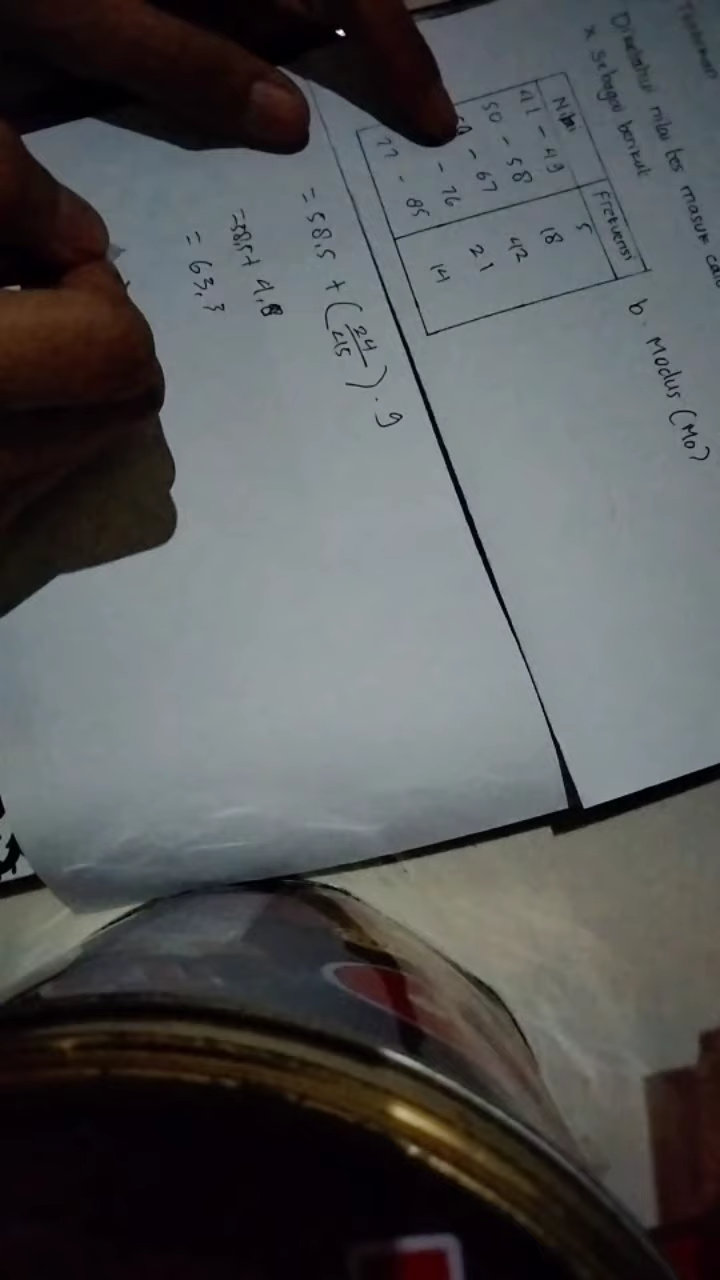 Diketahui nilai tes masuk
x sebagai berikut
Nilai Frekuensi
41 - 49 5
50 - 58 18
- 67 42
- 76 21
77 - 85 14
b. Modus (Mo)
= 58,5 + (24/45) . 9
= 58,5 + 4,8
= 63,3